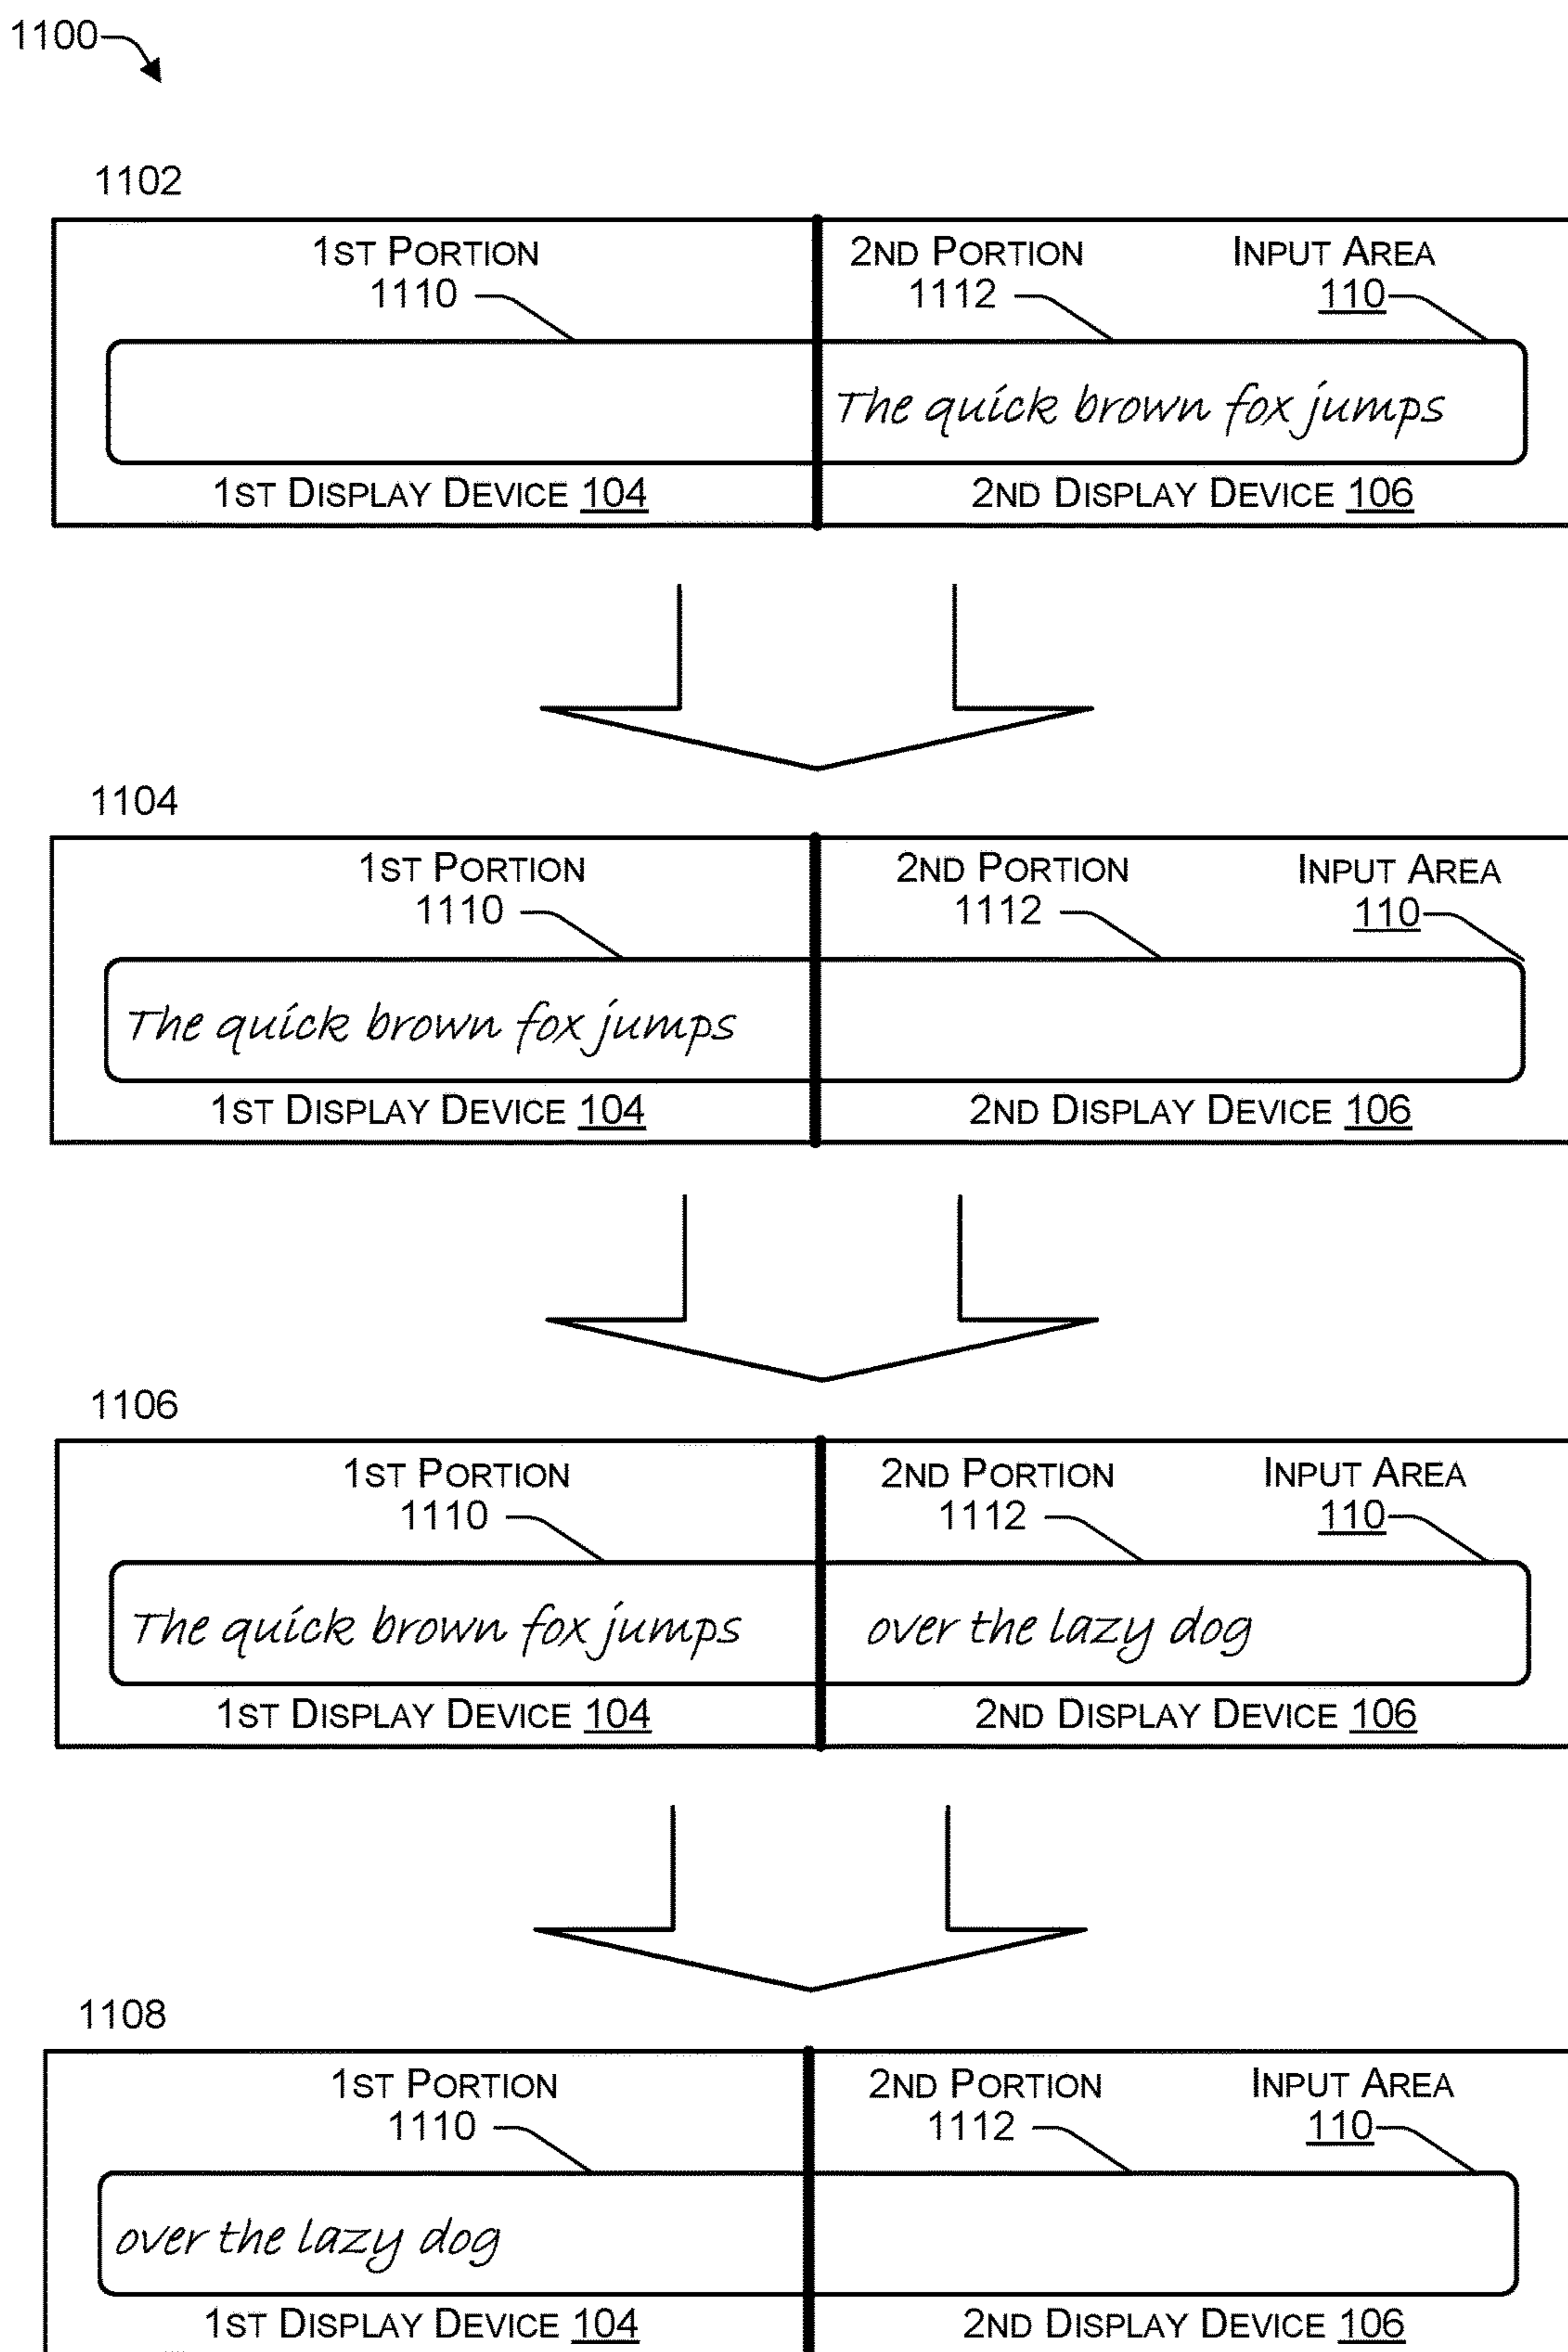 1100
1102
1ST PORTION 2ND PORTION INPUT AREA
1110 1112 110
The quick brown fox jumps
1ST DISPLAY DEVICE 104 2ND DISPLAY DEVICE 106
1104
1ST PORTION 2ND PORTION INPUT AREA
1110 1112 110
The quick brown fox jumps
1ST DISPLAY DEVICE 104 2ND DISPLAY DEVICE 106
1106
1ST PORTION 2ND PORTION INPUT AREA
1110 1112 110
The quick brown fox jumps over the lazy dog
1ST DISPLAY DEVICE 104 2ND DISPLAY DEVICE 106
1108
1ST PORTION 2ND PORTION INPUT AREA
1110 1112 110
over the lazy dog
1ST DISPLAY DEVICE 104 2ND DISPLAY DEVICE 106